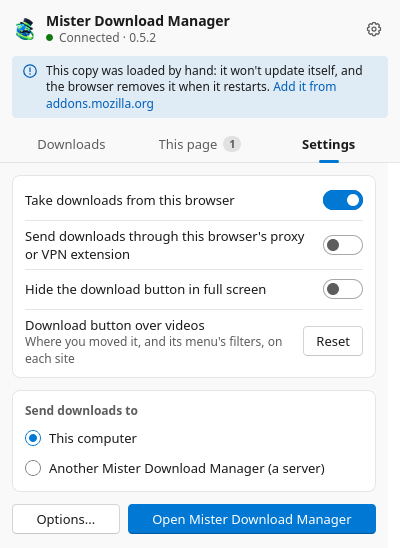 Mister Download Manager
Connected · 0.5.2
This copy was loaded by hand: it won't update itself, and
the browser removes it when it restarts. Add it from
addons.mozilla.org
Downloads
This page 1
Settings
Take downloads from this browser
Send downloads through this browser's proxy
or VPN extension
Hide the download button in full screen
Download button over videos
Where you moved it, and its menu's filters, on
each site
Reset
Send downloads to
This computer
Another Mister Download Manager (a server)
Options...
Open Mister Download Manager